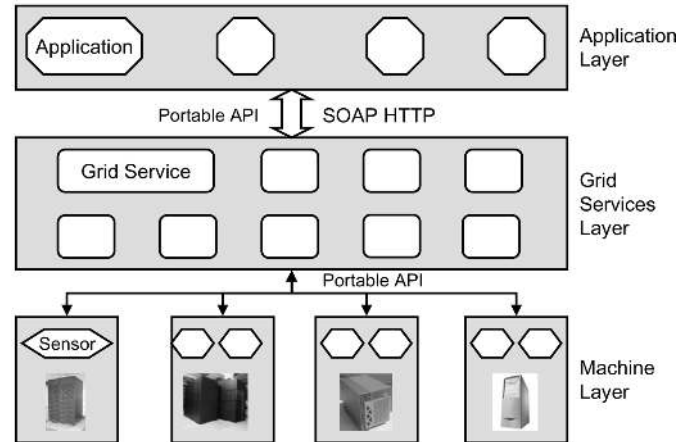 Application
Application
Layer
Portable API
SOAP HTTP
Grid Service
Grid
Services
Layer
Portable API
Sensor
Machine
Layer